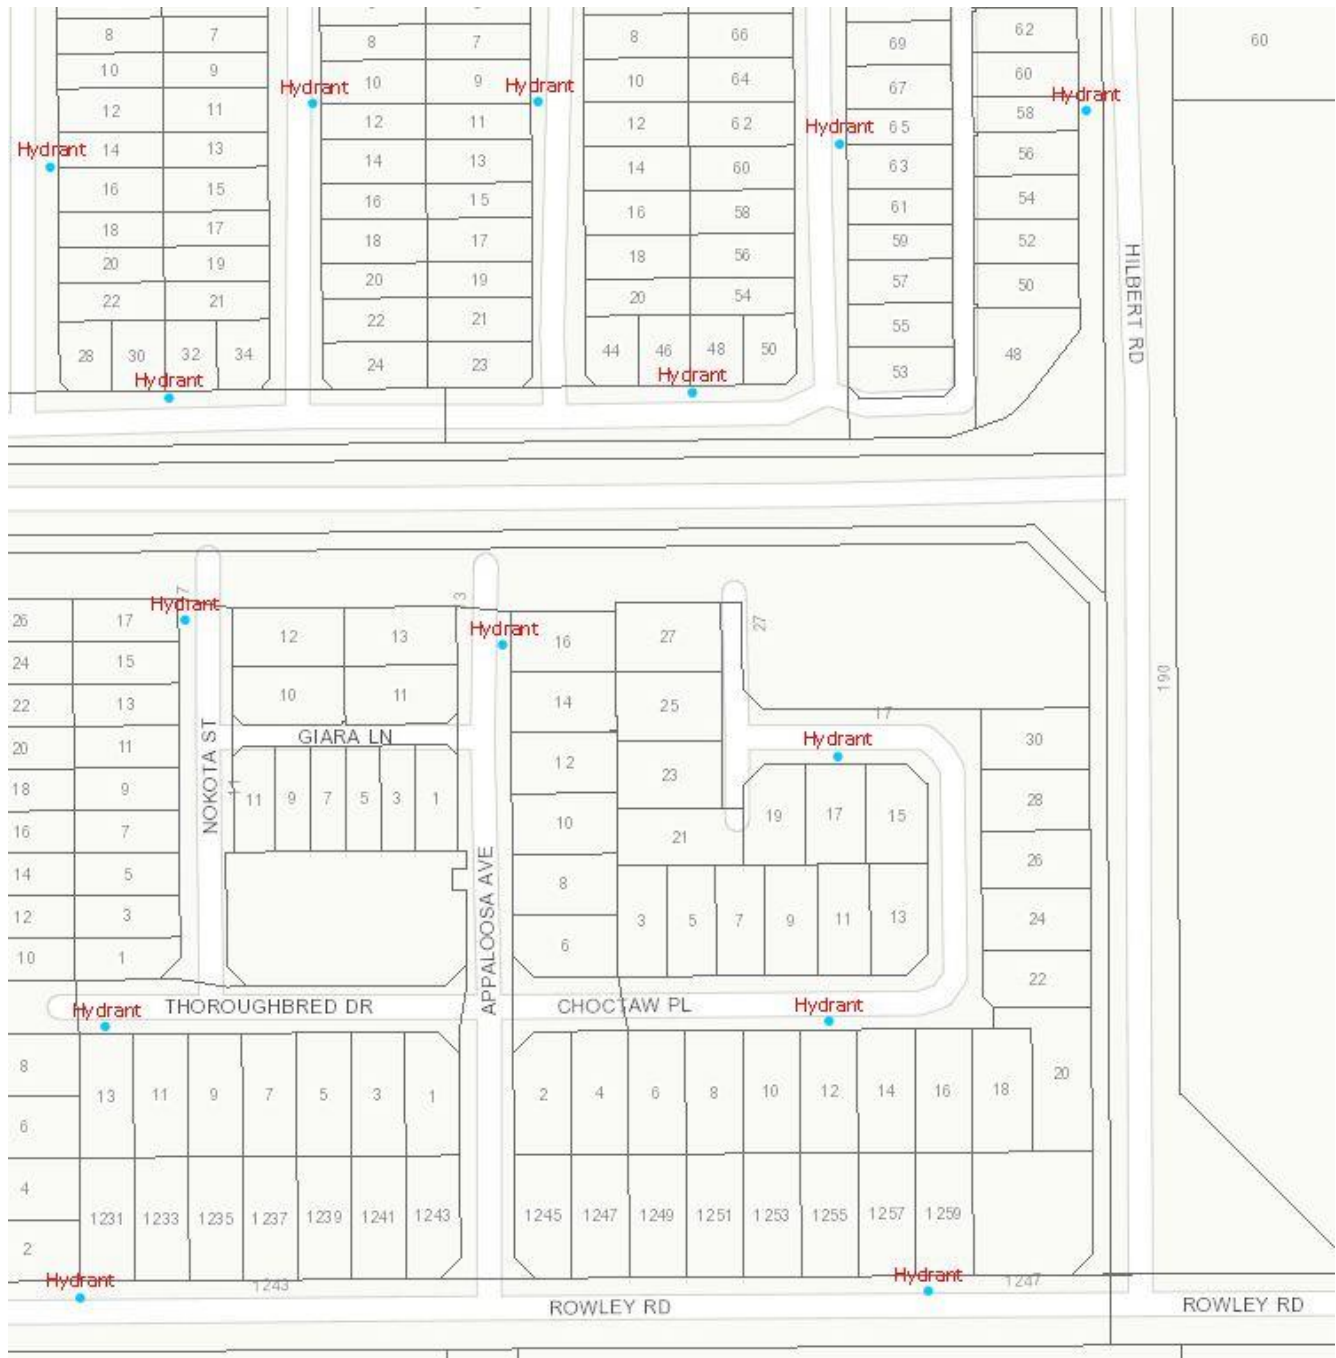 8 7 8 7 8 66 69 62 60
10 9 Hydrant 10 9 Hydrant 10 64 67 60 Hydrant
12 11 12 11 12 62 Hydrant 65 58
Hydrant 14 13 14 13 14 60 63 56
16 15 16 15 16 58 61 54
18 17 18 17 18 56 59 52
20 19 20 19 20 54 57 50
22 21 22 21 55
28 30 32 34 24 23 44 46 48 50 53 48
Hydrant Hydrant
HILBERT RD
26 17 Hydrant 7 12 13 3 Hydrant 16 27 27
24 15 10 11 14 25 190
22 13 17
20 11 NOKOTA ST GIARA LN 12 23 Hydrant 30
18 9 11 11 9 7 5 3 1 10 21 19 17 15 28
16 7 26
14 5 APPALOOSA AVE 8 3 5 7 9 11 13 24
12 3 6
10 1 22
Hydrant THOROUGHBRED DR CHOCTAW PL Hydrant
8 13 11 9 7 5 3 1 2 4 6 8 10 12 14 16 18 20
6
4 1231 1233 1235 1237 1239 1241 1243 1245 1247 1249 1251 1253 1255 1257 1259
2
Hydrant 1243 Hydrant 1247
ROWLEY RD ROWLEY RD